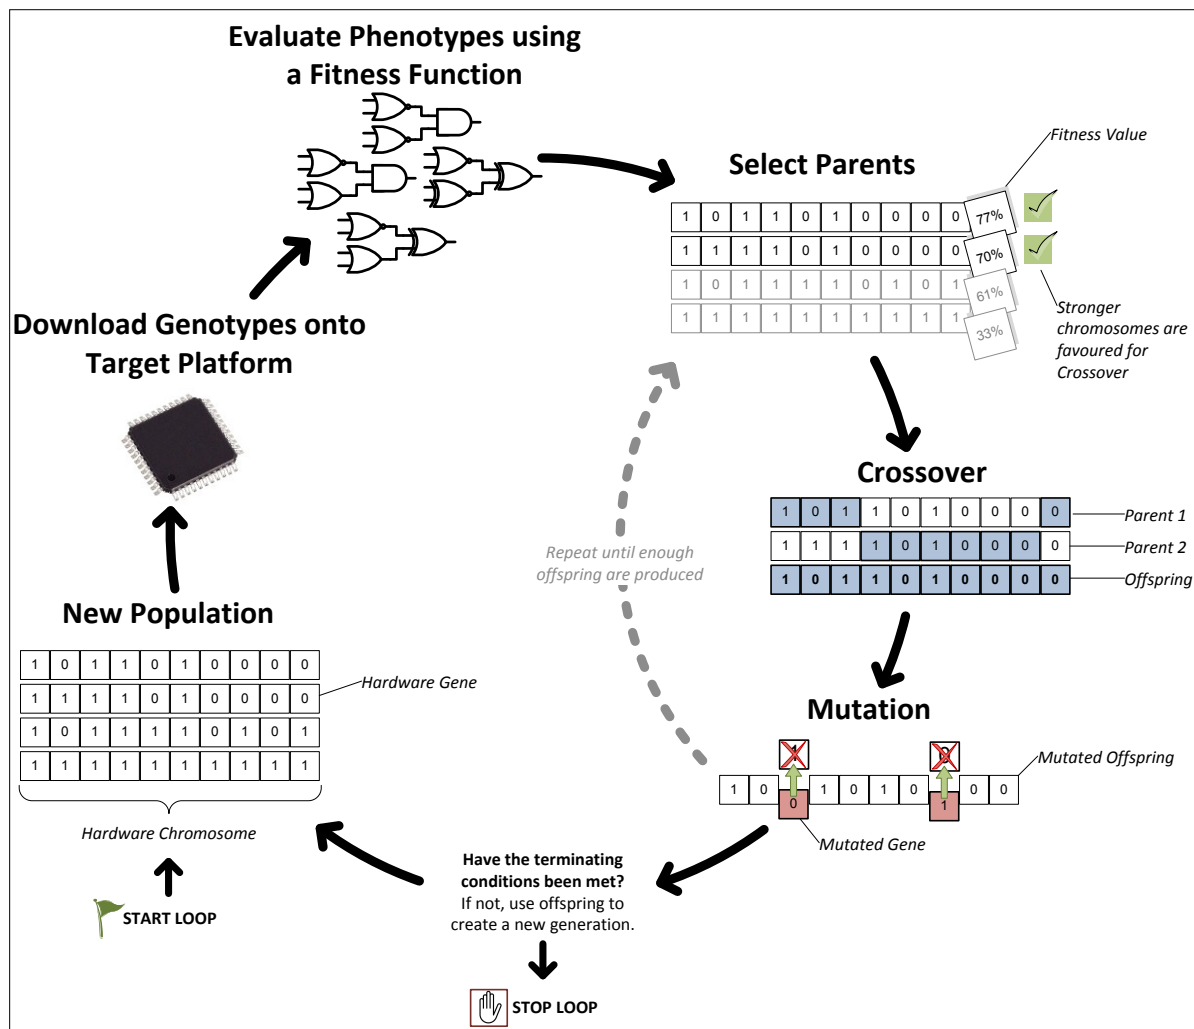 Evaluate Phenotypes using
a Fitness Function
Fitness Value
Select Parents
1 0 1 1 0 1 0 0 0 0 77%
1 1 1 1 0 1 0 0 0 0 70%
1 0 1 1 1 1 0 1 0 1 61%
1 1 1 1 1 1 1 1 1 1 33%
Stronger
chromosomes are
favoured for
Crossover
Download Genotypes onto
Target Platform
Crossover
1 0 1 1 0 1 0 0 0 0 Parent 1
1 1 1 1 0 1 0 0 0 0 Parent 2
1 0 1 1 0 1 0 0 0 0 Offspring
Repeat until enough
offspring are produced
New Population
1 0 1 1 0 1 0 0 0 0
1 1 1 1 0 1 0 0 0 0
1 0 1 1 1 1 0 1 0 1
1 1 1 1 1 1 1 1 1 1
Hardware Gene
Hardware Chromosome
START LOOP
Mutation
1 0
Mutated Offspring
1 0 1 0 1 0 0 0
0 1
Mutated Gene
Have the terminating
conditions been met?
If not, use offspring to
create a new generation.
STOP LOOP